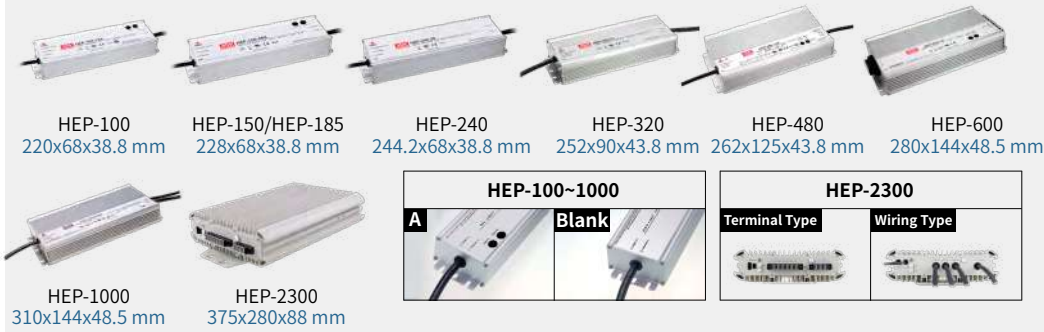 HEP-100
220x68x38.8 mm
HEP-150/HEP-185
228x68x38.8 mm
HEP-240
244.2x68x38.8 mm
HEP-320
252x90x43.8 mm
HEP-480
262x125x43.8 mm
HEP-600
280x144x48.5 mm
HEP-1000
310x144x48.5 mm
HEP-2300
375x280x88 mm
HEP-100~1000
A
Blank
HEP-2300
Terminal Type
Wiring Type